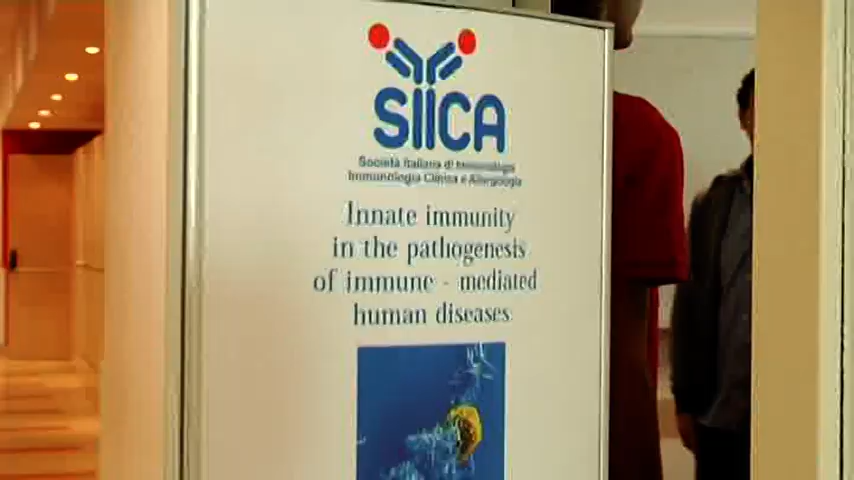 SIICA
Società Italiana di Immunologia
Immunologia Clinica e Allergologia
Innate immunity
in the pathogenesis
of immune - mediated
human diseases